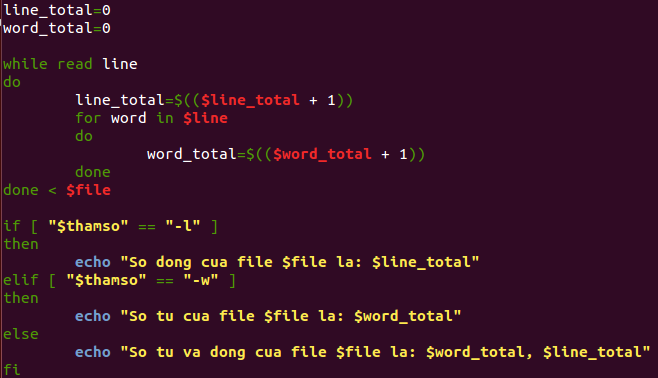 line_total=0
word_total=0

while read line
do
        line_total=$(($line_total + 1))
        for word in $line
        do
                word_total=$(($word_total + 1))
        done
done < $file

if [ "$thamso" == "-l" ]
then
        echo "So dong cua file $file la: $line_total"
elif [ "$thamso" == "-w" ]
then
        echo "So tu cua file $file la: $word_total"
else
        echo "So tu va dong cua file $file la: $word_total, $line_total"
fi